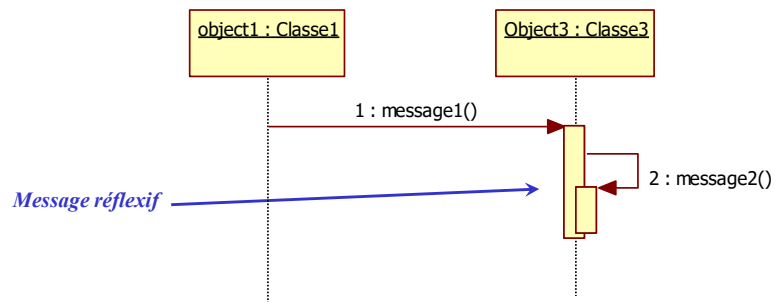 object1 : Classe1
Object3 : Classe3
1 : message1()
2 : message2()
Message réflexif